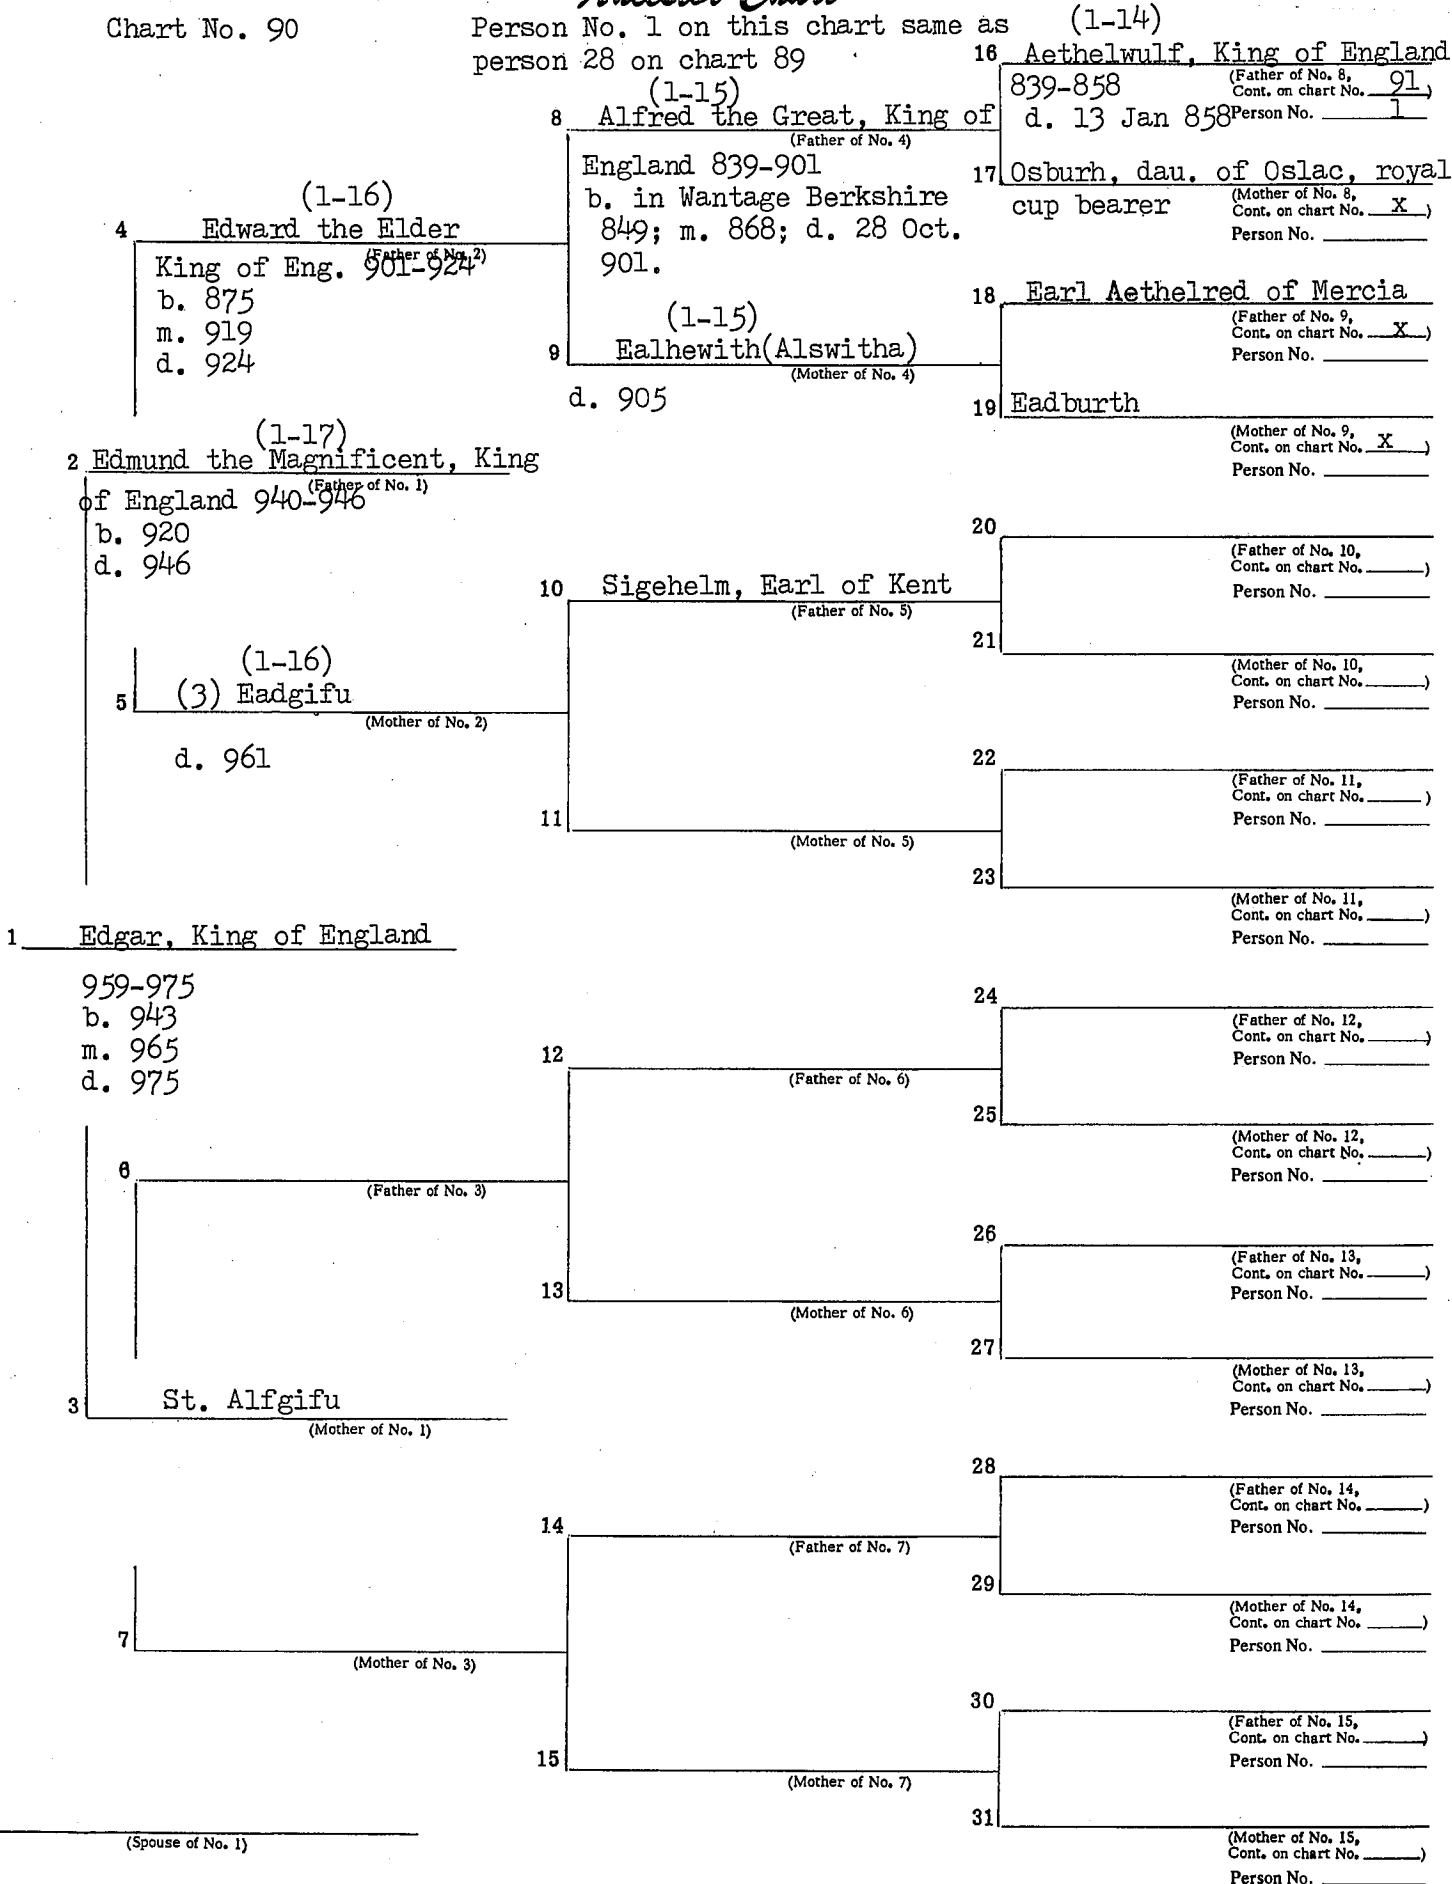 Ancestor Chart
Chart No. 90
Person No. 1 on this chart same as
person 28 on chart 89
(1-14)
16 Aethelwulf, King of England
839-858
(Father of No. 8,
Cont. on chart No. 91)
d. 13 Jan 858
Person No. 1
(1-15)
8 Alfred the Great, King of
(Father of No. 4)
England 839-901
b. in Wantage Berkshire
849; m. 868; d. 28 Oct.
901.
17 Osburh, dau. of Oslac, royal
cup bearer
(Mother of No. 8,
Cont. on chart No. X)
Person No.
(1-16)
4 Edward the Elder
(Father of No. 2)
King of Eng. 901-924
b. 875
m. 919
d. 924
18 Earl Aethelred of Mercia
(Father of No. 9,
Cont. on chart No. X)
Person No.
(1-15)
9 Ealhewith(Alswitha)
(Mother of No. 4)
d. 905
19 Eadburth
(Mother of No. 9,
Cont. on chart No. X)
Person No.
(1-17)
2 Edmund the Magnificent, King
(Father of No. 1)
of England 940-946
b. 920
d. 946
20
(Father of No. 10,
Cont. on chart No. )
Person No.
10 Sigehelm, Earl of Kent
(Father of No. 5)
21
(Mother of No. 10,
Cont. on chart No. )
Person No.
(1-16)
5 (3) Eadgifu
(Mother of No. 2)
d. 961
22
(Father of No. 11,
Cont. on chart No. )
Person No.
11
(Mother of No. 5)
23
(Mother of No. 11,
Cont. on chart No. )
Person No.
1 Edgar, King of England
959-975
b. 943
m. 965
d. 975
24
(Father of No. 12,
Cont. on chart No. )
Person No.
12
(Father of No. 6)
25
(Mother of No. 12,
Cont. on chart No. )
Person No.
6
(Father of No. 3)
26
(Father of No. 13,
Cont. on chart No. )
Person No.
13
(Mother of No. 6)
27
(Mother of No. 13,
Cont. on chart No. )
Person No.
3 St. Alfgifu
(Mother of No. 1)
28
(Father of No. 14,
Cont. on chart No. )
Person No.
14
(Father of No. 7)
29
(Mother of No. 14,
Cont. on chart No. )
Person No.
7
(Mother of No. 3)
30
(Father of No. 15,
Cont. on chart No. )
Person No.
15
(Mother of No. 7)
31
(Mother of No. 15,
Cont. on chart No. )
Person No.
(Spouse of No. 1)